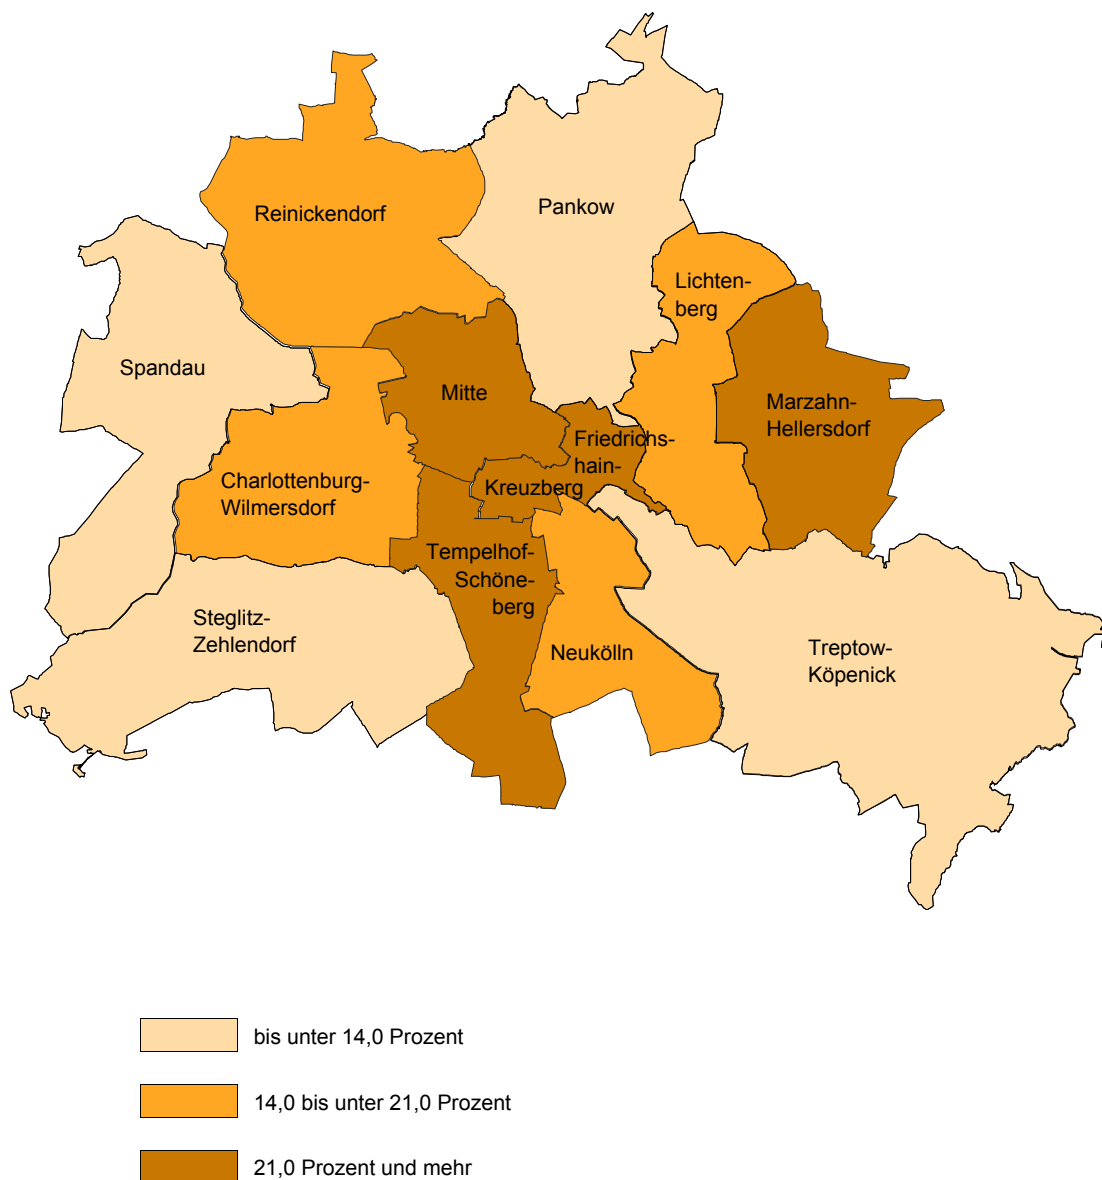 Reinickendorf
Pankow
Lichten-
berg
Spandau
Mitte
Marzahn-
Hellersdorf
Friedrichs-
hain-
Kreuzberg
Charlottenburg-
Wilmersdorf
Tempelhof-
Schöne-
berg
Steglitz-
Zehlendorf
Neukölln
Treptow-
Köpenick
bis unter 14,0 Prozent
14,0 bis unter 21,0 Prozent
21,0 Prozent und mehr